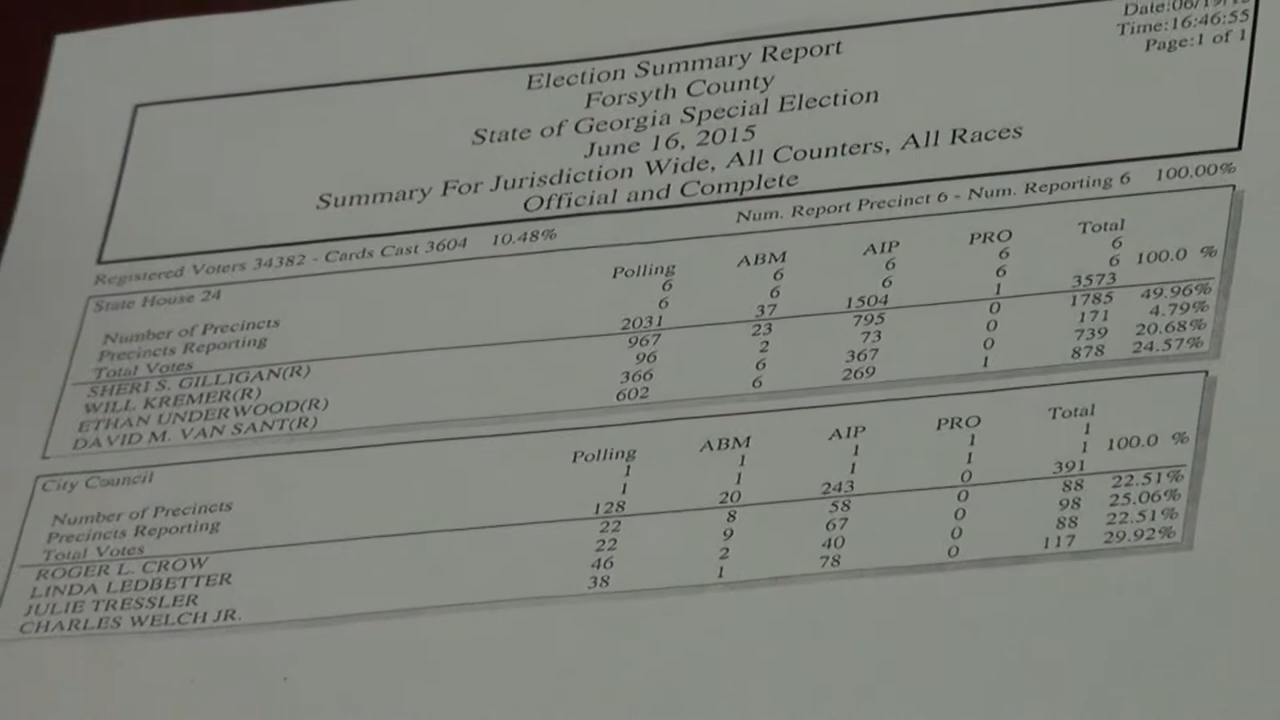 Date:06/19/15
Time:16:46:55
Page:1 of 1
Election Summary Report
Forsyth County
State of Georgia Special Election
June 16, 2015
Summary For Jurisdiction Wide, All Counters, All Races
Official and Complete
Registered Voters 34382 - Cards Cast 3604 10.48% Num. Report Precinct 6 - Num. Reporting 6 100.00%
State House 24
Polling ABM AIP PRO Total
Number of Precincts 6 6 6 6 6
Precincts Reporting 6 6 6 6 6 100.0 %
Total Votes 2031 37 1504 1 3573
SHERI S. GILLIGAN(R) 967 23 795 0 1785 49.96%
WILL KREMER(R) 96 2 73 0 171 4.79%
ETHAN UNDERWOOD(R) 366 6 367 0 739 20.68%
DAVID M. VAN SANT(R) 602 6 269 1 878 24.57%
City Council
Polling ABM AIP PRO Total
Number of Precincts 1 1 1 1 1
Precincts Reporting 1 1 1 1 1 100.0 %
Total Votes 128 20 243 0 391
ROGER L. CROW 22 8 58 0 88 22.51%
LINDA LEDBETTER 22 9 67 0 98 25.06%
JULIE TRESSLER 46 2 40 0 88 22.51%
CHARLES WELCH JR. 38 1 78 0 117 29.92%